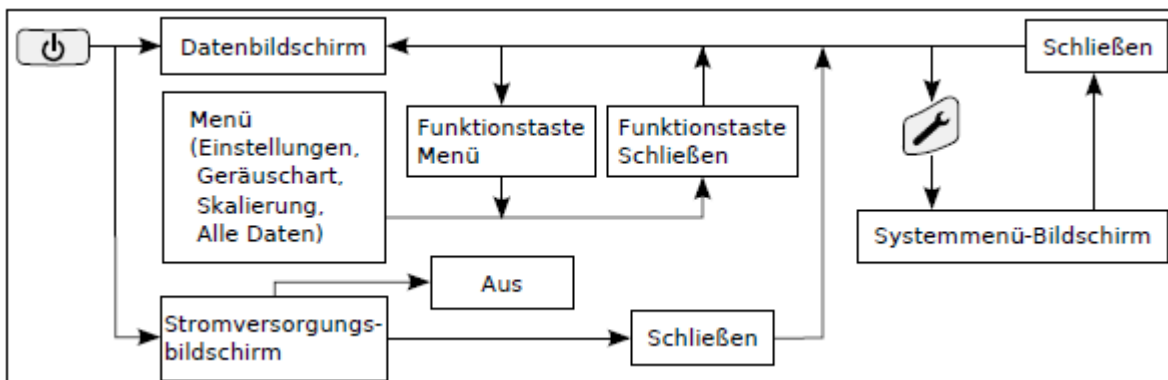 Datenbildschirm
Schließen
Menü
(Einstellungen,
Geräuschart,
Skalierung,
Alle Daten)
Funktionstaste
Menü
Funktionstaste
Schließen
Systemmenü-Bildschirm
Aus
Stromversorgungs-
bildschirm
Schließen